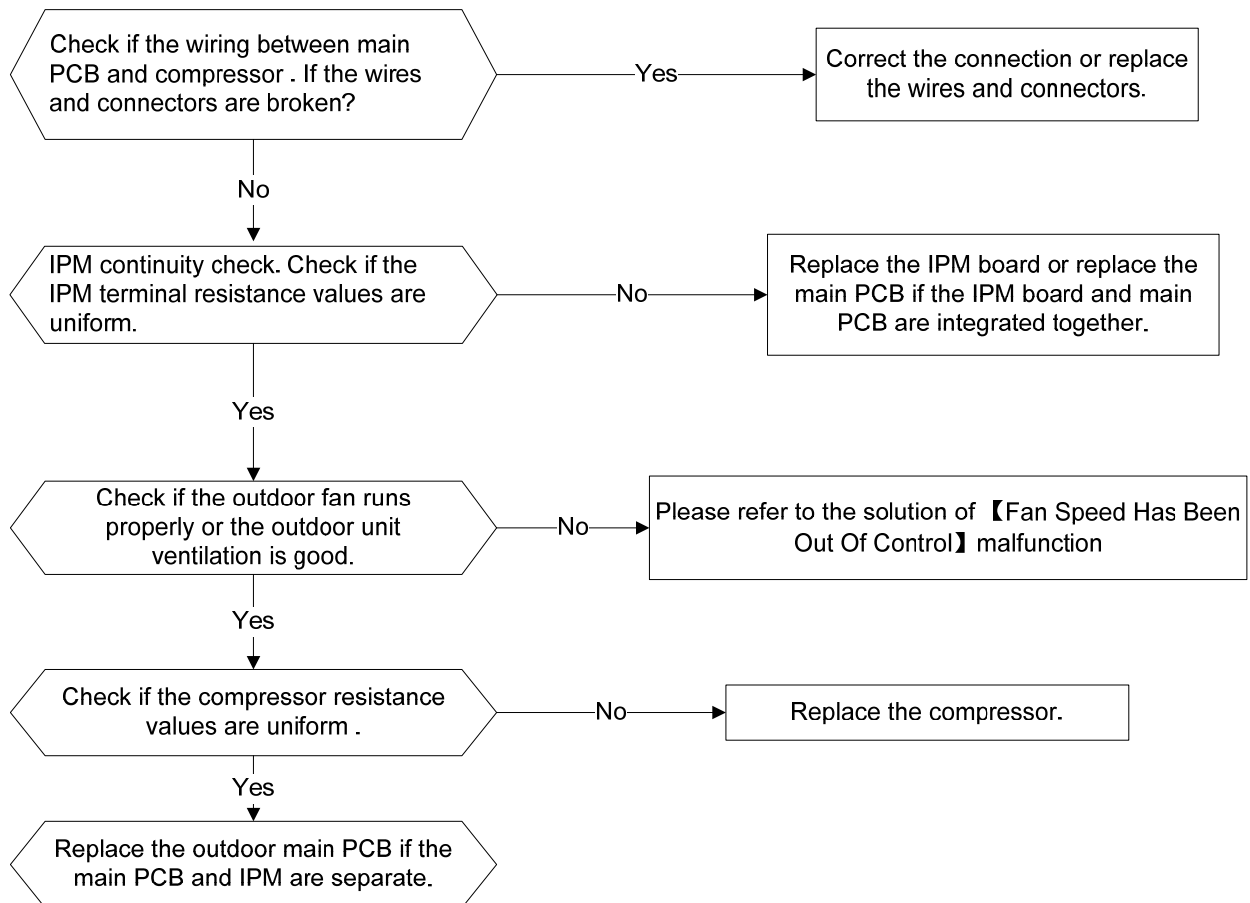 Check if the wiring between main
PCB and compressor . If the wires
and connectors are broken?
Yes
Correct the connection or replace
the wires and connectors.
No
IPM continuity check. Check if the
IPM terminal resistance values are
uniform.
No
Replace the IPM board or replace the
main PCB if the IPM board and main
PCB are integrated together.
Yes
Check if the outdoor fan runs
properly or the outdoor unit
ventilation is good.
No
Please refer to the solution of 【Fan Speed Has Been
Out Of Control】malfunction
Yes
Check if the compressor resistance
values are uniform .
No
Replace the compressor.
Yes
Replace the outdoor main PCB if the
main PCB and IPM are separate.